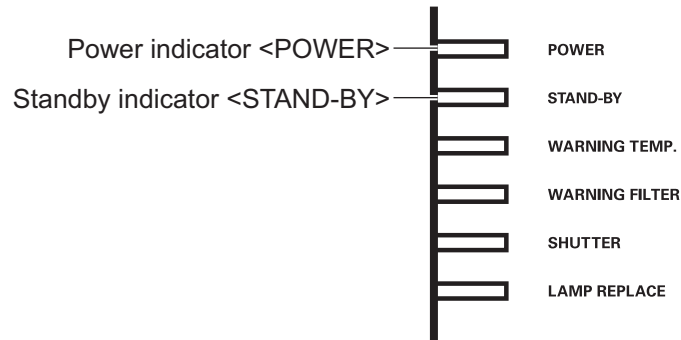 Power indicator <POWER>
POWER
Standby indicator <STAND-BY>
STAND-BY
WARNING TEMP.
WARNING FILTER
SHUTTER
LAMP REPLACE